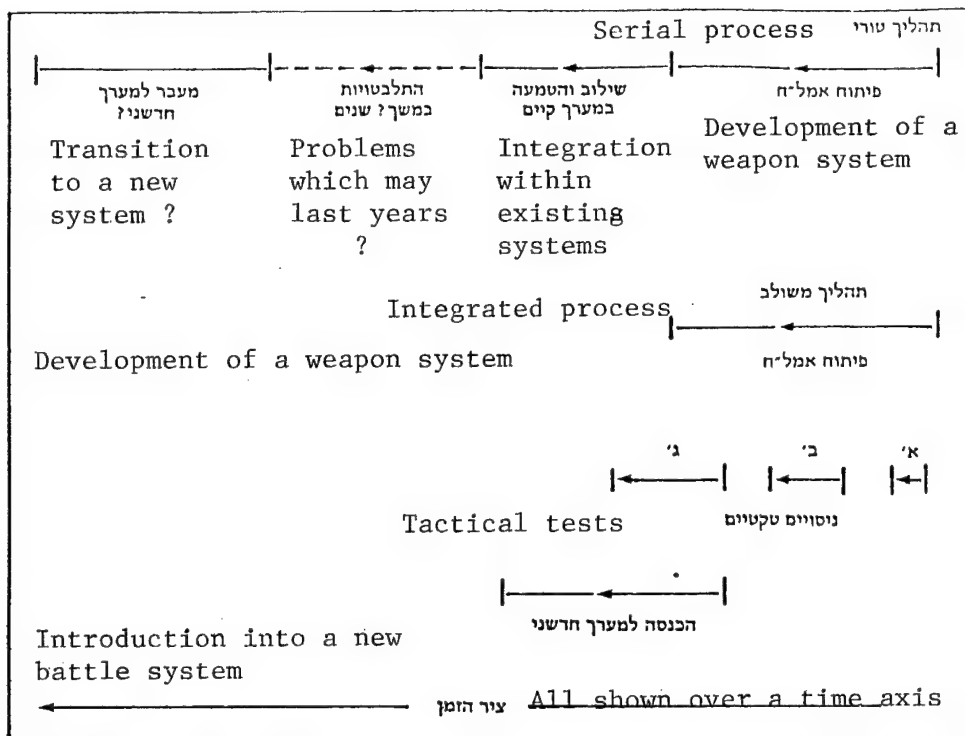 Serial process תהליך טורי
פיתוח אמל״ח
שילוב והטמעה
במערך קיים
התלבטויות
במשך ? שנים
מעבר למערך
חדשני?
Development of a
weapon system
Integration
within
existing
systems
Problems
which may
last years
?
Transition
to a new
system ?
תהליך משולב
Integrated process
Development of a weapon system
פיתוח אמל״ח
א׳
ב׳
ג׳
Tactical tests
ניסויים טקטיים
הכנסה למערך חדשני
Introduction into a new
battle system
ציר הזמן All shown over a time axis